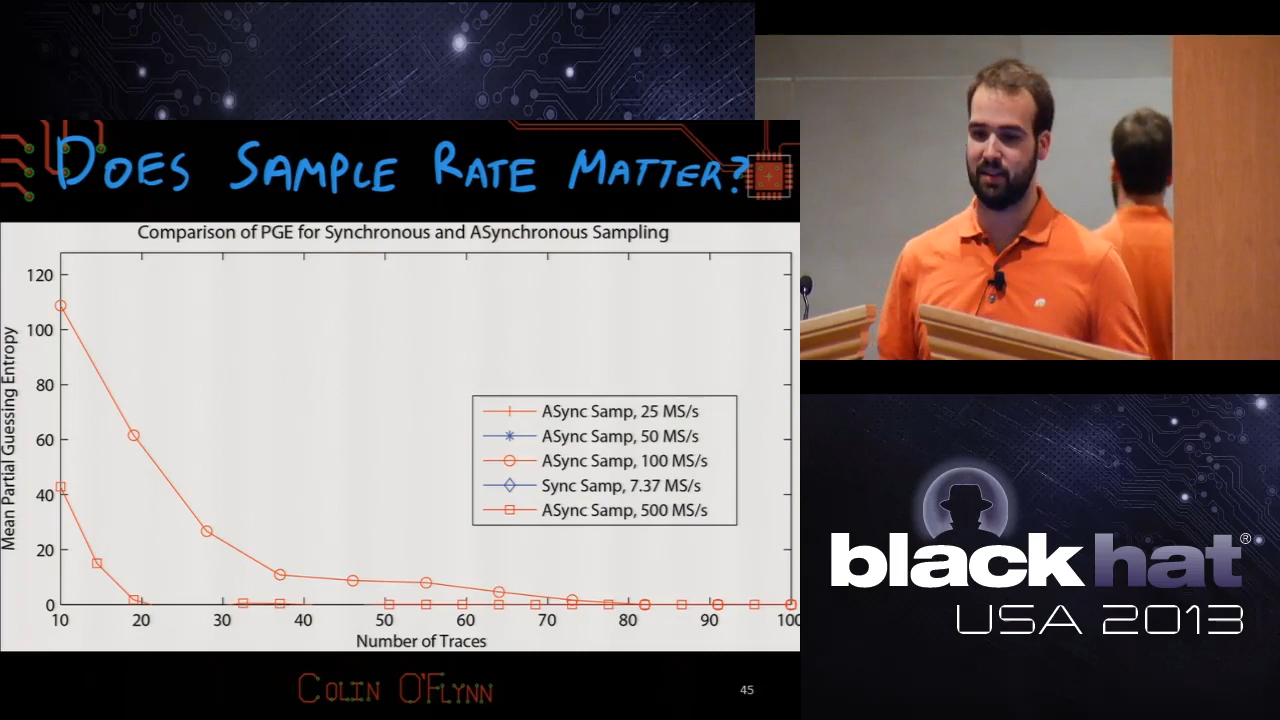 DOES SAMPLE RATE MATTER?
Comparison of PGE for Synchronous and ASynchronous Sampling
Mean Partial Guessing Entropy
120
100
80
60
40
20
0
ASync Samp, 25 MS/s
ASync Samp, 50 MS/s
ASync Samp, 100 MS/s
Sync Samp, 7.37 MS/s
ASync Samp, 500 MS/s
10 20 30 40 50 60 70 80 90 100
Number of Traces
COLIN O'FLYNN
45
blackhat®
USA 2013